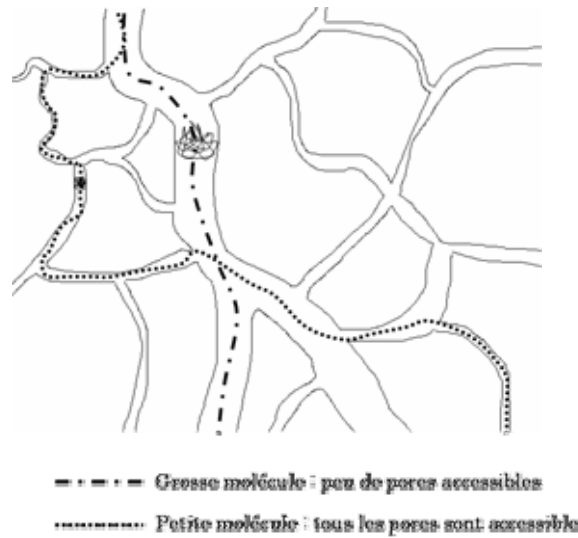 Grosse molécule : peu de pores accessibles
Petite molécule : tous les pores sont accessible